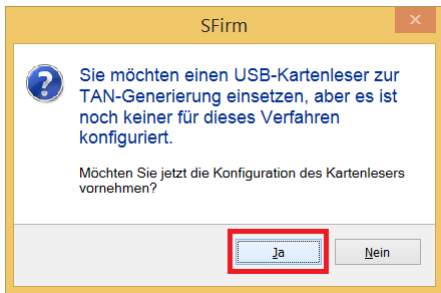 SFirm
Sie möchten einen USB-Kartenleser zur
TAN-Generierung einsetzen, aber es ist
noch keiner für dieses Verfahren
konfiguriert.
Möchten Sie jetzt die Konfiguration des Kartenlesers
vornehmen?
Ja
Nein